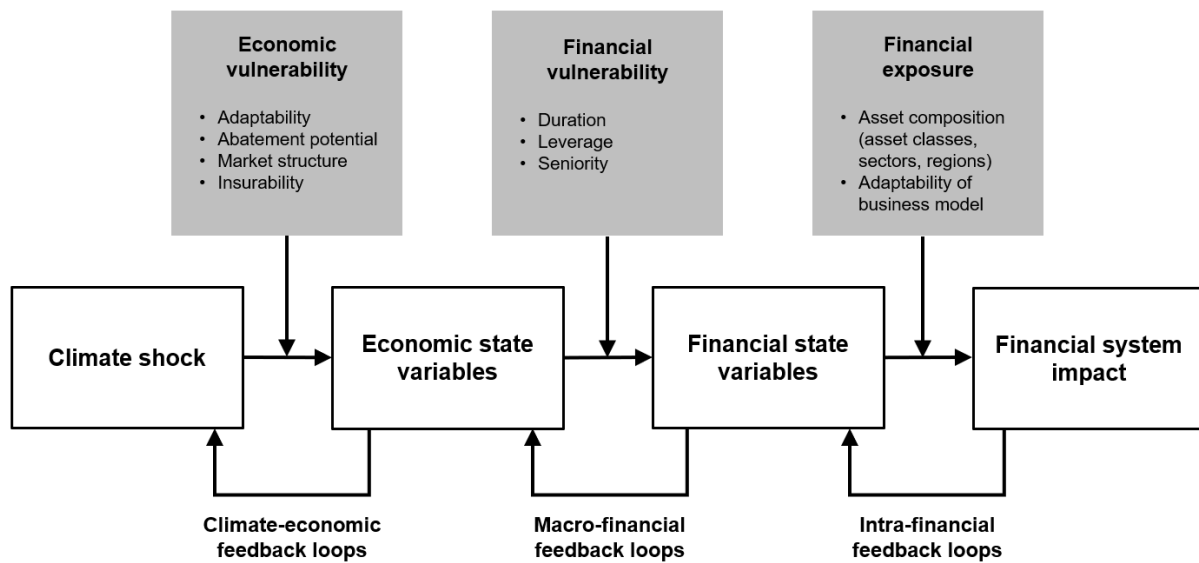 Economic
vulnerability
• Adaptability
• Abatement potential
• Market structure
• Insurability
Financial
vulnerability
• Duration
• Leverage
• Seniority
Financial
exposure
• Asset composition
(asset classes,
sectors, regions)
• Adaptability of
business model
Climate shock
Economic state
variables
Financial state
variables
Financial system
impact
Climate-economic
feedback loops
Macro-financial
feedback loops
Intra-financial
feedback loops